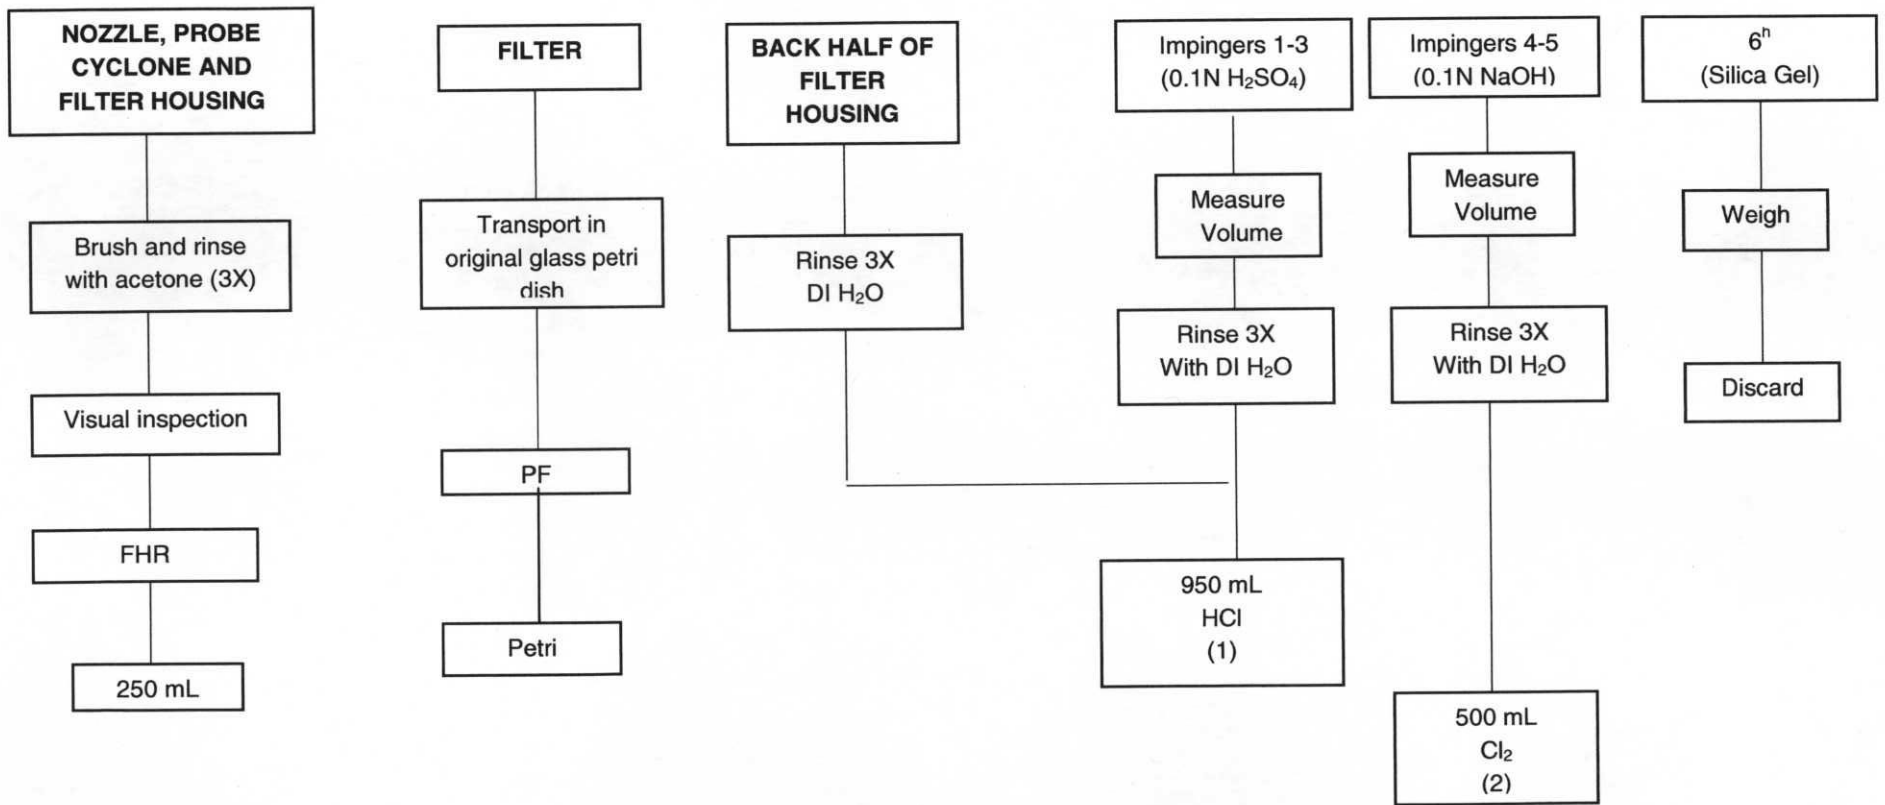 NOZZLE, PROBE
CYCLONE AND
FILTER HOUSING
Brush and rinse
with acetone (3X)
Visual inspection
FHR
250 mL
FILTER
Transport in
original glass petri
dish
PF
Petri
BACK HALF OF
FILTER
HOUSING
Rinse 3X
DI H₂O
Impingers 1-3
(0.1N H₂SO₄)
Measure
Volume
Rinse 3X
With DI H₂O
950 mL
HCl
(1)
Impingers 4-5
(0.1N NaOH)
Measure
Volume
Rinse 3X
With DI H₂O
500 mL
Cl₂
(2)
6ʰ
(Silica Gel)
Weigh
Discard